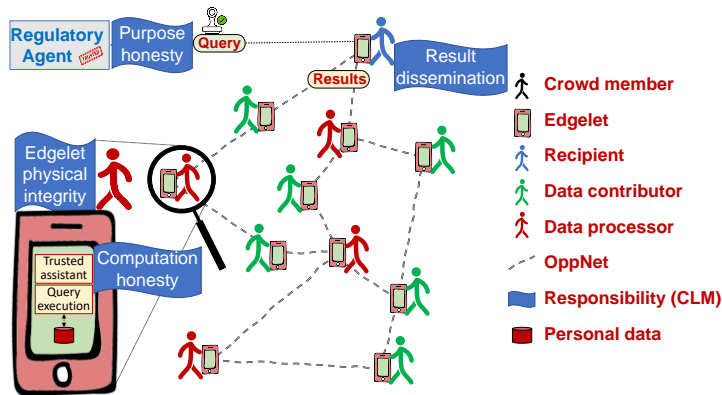 Regulatory
Agent
TRUSTED
Purpose
honesty
Query
Results
Result
dissemination
Edgelet
physical
integrity
Computation
honesty
Trusted
assistant
Query
execution
Crowd member
Edgelet
Recipient
Data contributor
Data processor
OppNet
Responsibility (CLM)
Personal data